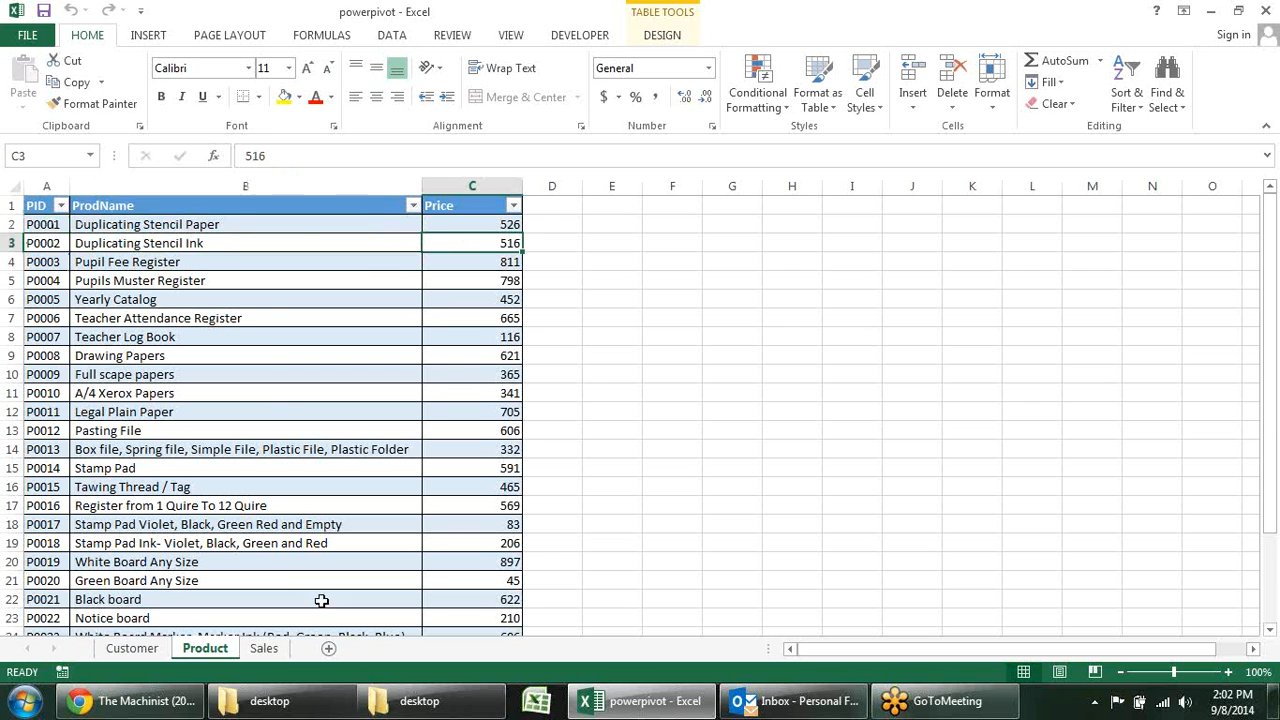 powerpivot - Excel
TABLE TOOLS
?
FILE HOME INSERT PAGE LAYOUT FORMULAS DATA REVIEW VIEW DEVELOPER DESIGN Sign in
Paste Cut Copy Format Painter
Calibri 11 B I U A
Wrap Text Merge & Center
General $ % ,
Conditional Formatting Format as Table Cell Styles
Insert Delete Format
AutoSum Fill Clear Sort & Filter Find & Select
Clipboard Font Alignment Number Styles Cells Editing
C3 fx 516
A B C D E F G H I J K L M N O
1 PID ProdName Price
2 P0001 Duplicating Stencil Paper 526
3 P0002 Duplicating Stencil Ink 516
4 P0003 Pupil Fee Register 811
5 P0004 Pupils Muster Register 798
6 P0005 Yearly Catalog 452
7 P0006 Teacher Attendance Register 665
8 P0007 Teacher Log Book 116
9 P0008 Drawing Papers 621
10 P0009 Full scape papers 365
11 P0010 A/4 Xerox Papers 341
12 P0011 Legal Plain Paper 705
13 P0012 Pasting File 606
14 P0013 Box file, Spring file, Simple File, Plastic File, Plastic Folder 332
15 P0014 Stamp Pad 591
16 P0015 Tawing Thread / Tag 465
17 P0016 Register from 1 Quire To 12 Quire 569
18 P0017 Stamp Pad Violet, Black, Green Red and Empty 83
19 P0018 Stamp Pad Ink- Violet, Black, Green and Red 206
20 P0019 White Board Any Size 897
21 P0020 Green Board Any Size 45
22 P0021 Black board 622
23 P0022 Notice board 210
24 P0023 White Board Marker, Marker Ink (Red, Green, Black, Blue)
Customer Product Sales
READY 100%
The Machinist (20... desktop desktop powerpivot - Excel Inbox - Personal F... GoToMeeting 2:02 PM
9/8/2014